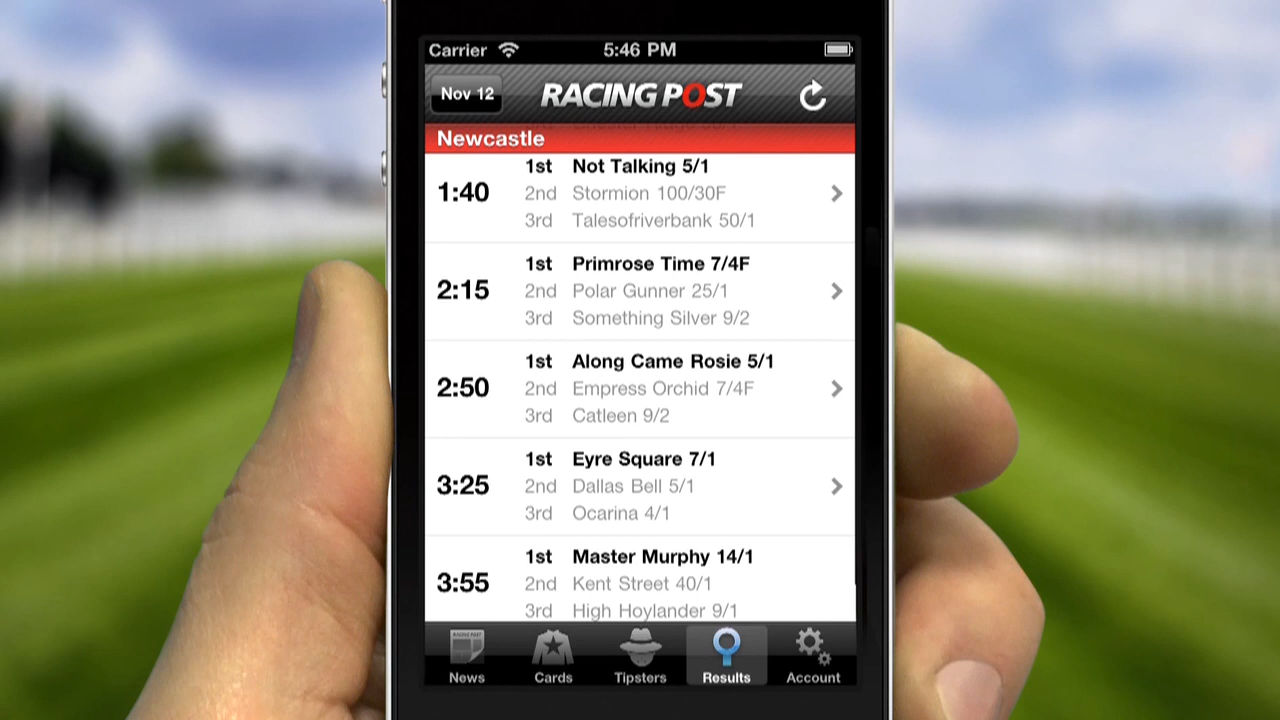 Carrier 5:46 PM
Nov 12 RACING POST
Newcastle
1:40
1st Not Talking 5/1
2nd Stormion 100/30F
3rd Talesofriverbank 50/1
2:15
1st Primrose Time 7/4F
2nd Polar Gunner 25/1
3rd Something Silver 9/2
2:50
1st Along Came Rosie 5/1
2nd Empress Orchid 7/4F
3rd Catleen 9/2
3:25
1st Eyre Square 7/1
2nd Dallas Bell 5/1
3rd Ocarina 4/1
3:55
1st Master Murphy 14/1
2nd Kent Street 40/1
3rd High Hoylander 9/1
RACING POST
News Cards Tipsters Results Account